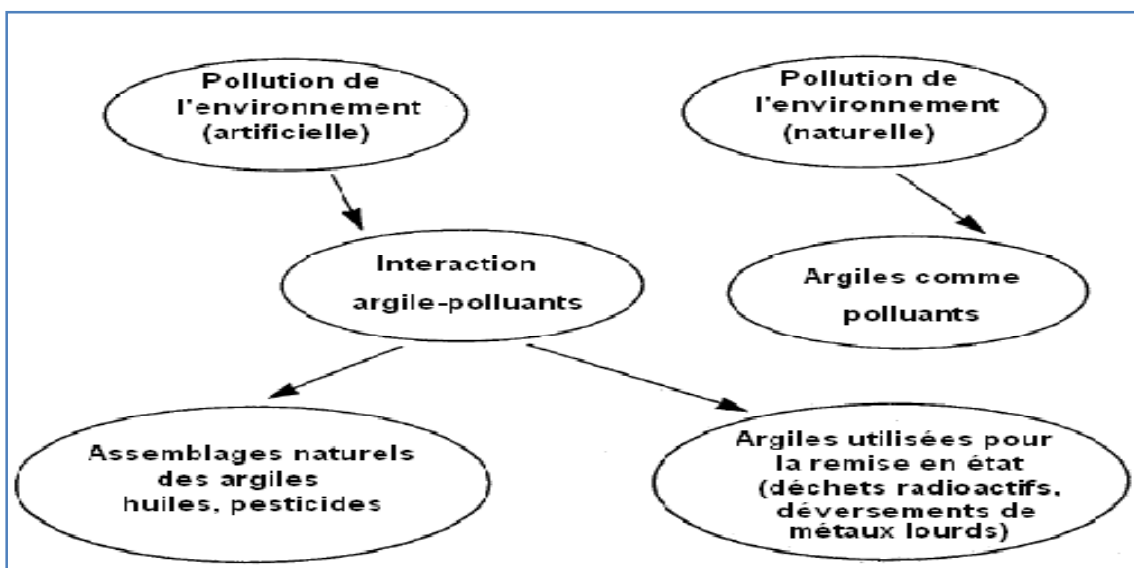 Pollution de
l'environnement
(artificielle)
Pollution de
l'environnement
(naturelle)
Interaction
argile-polluants
Argiles comme
polluants
Assemblages naturels
des argiles
huiles, pesticides
Argiles utilisées pour
la remise en état
(déchets radioactifs,
déversements de
métaux lourds)